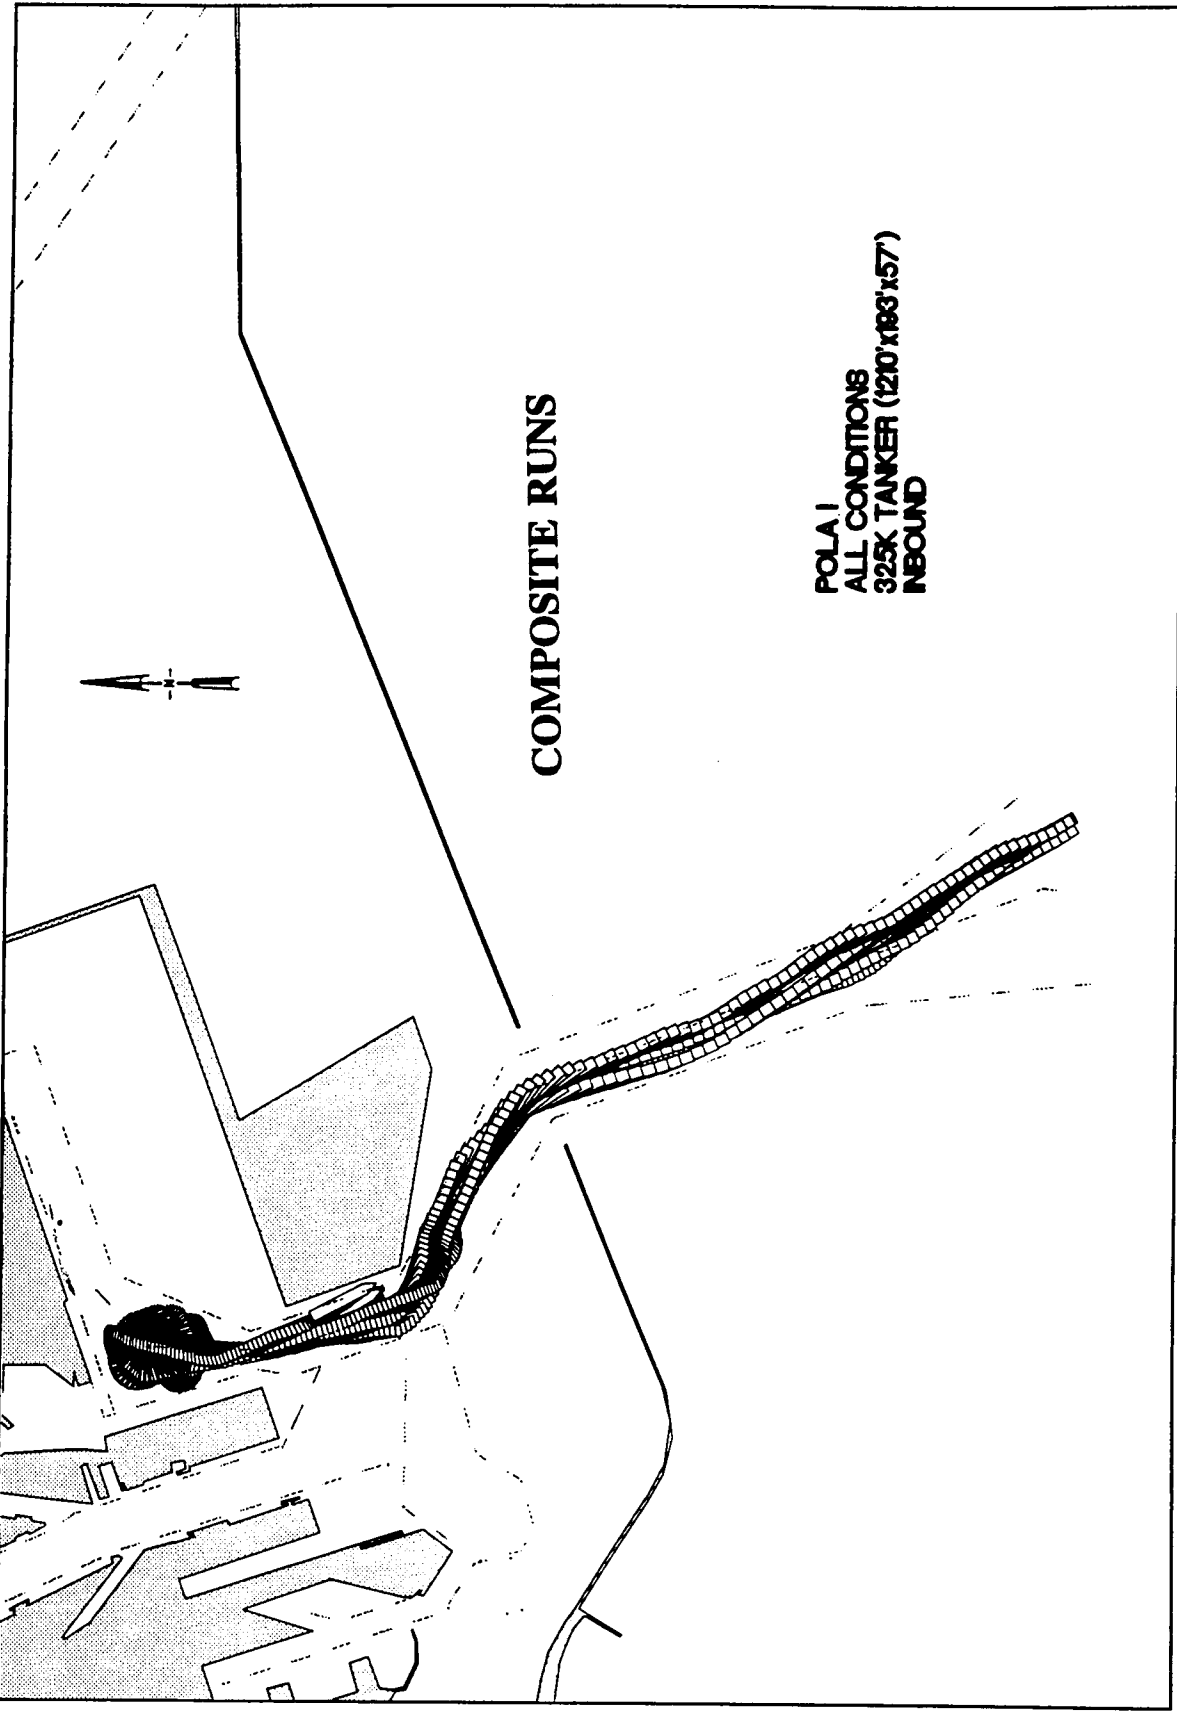 COMPOSITE RUNS
POLA I
ALL CONDITIONS
325K TANKER (1210'x193'x57')
INBOUND
N